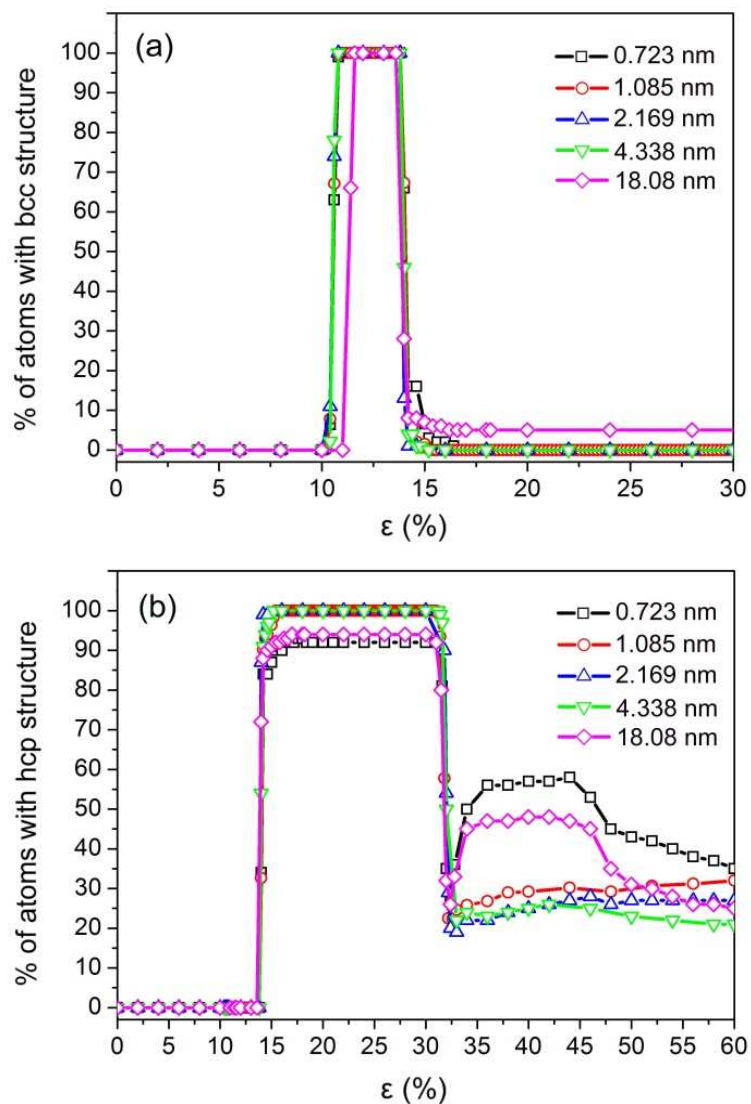 (a)
% of atoms with bcc structure
100
90
80
70
60
50
40
30
20
10
0
0 5 10 15 20 25 30
ε (%)
0.723 nm
1.085 nm
2.169 nm
4.338 nm
18.08 nm
(b)
% of atoms with hcp structure
100
90
80
70
60
50
40
30
20
10
0
0 5 10 15 20 25 30 35 40 45 50 55 60
ε (%)
0.723 nm
1.085 nm
2.169 nm
4.338 nm
18.08 nm